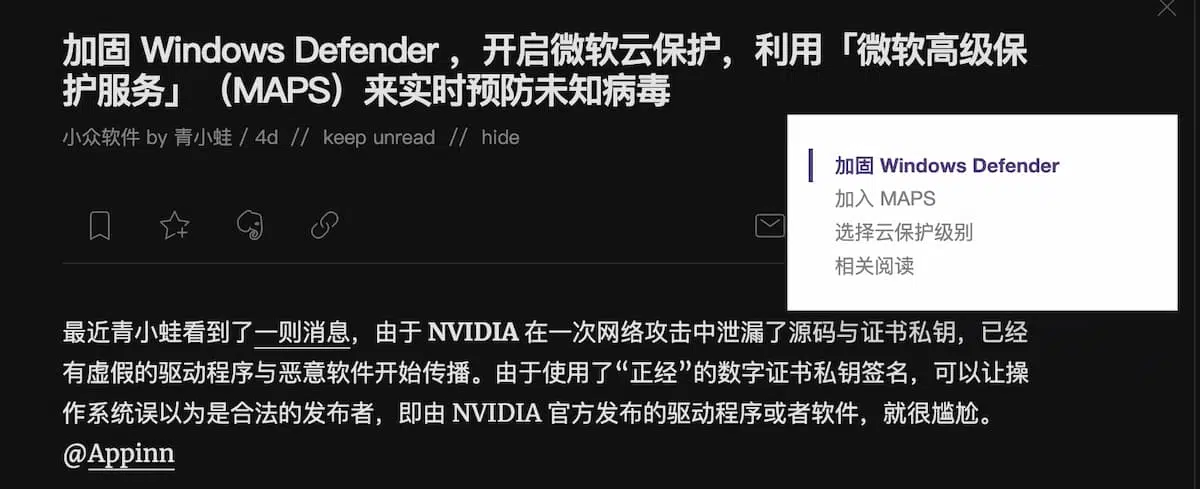 加固 Windows Defender ，开启微软云保护，利用「微软高级保
护服务」（MAPS）来实时预防未知病毒
小众软件 by 青小蛙 / 4d // keep unread // hide
加固 Windows Defender
加入 MAPS
选择云保护级别
相关阅读
最近青小蛙看到了一则消息，由于 NVIDIA 在一次网络攻击中泄漏了源码与证书私钥，已经
有虚假的驱动程序与恶意软件开始传播。由于使用了“正经”的数字证书私钥签名，可以让操
作系统误以为是合法的发布者，即由 NVIDIA 官方发布的驱动程序或者软件，就很尴尬。
@Appinn